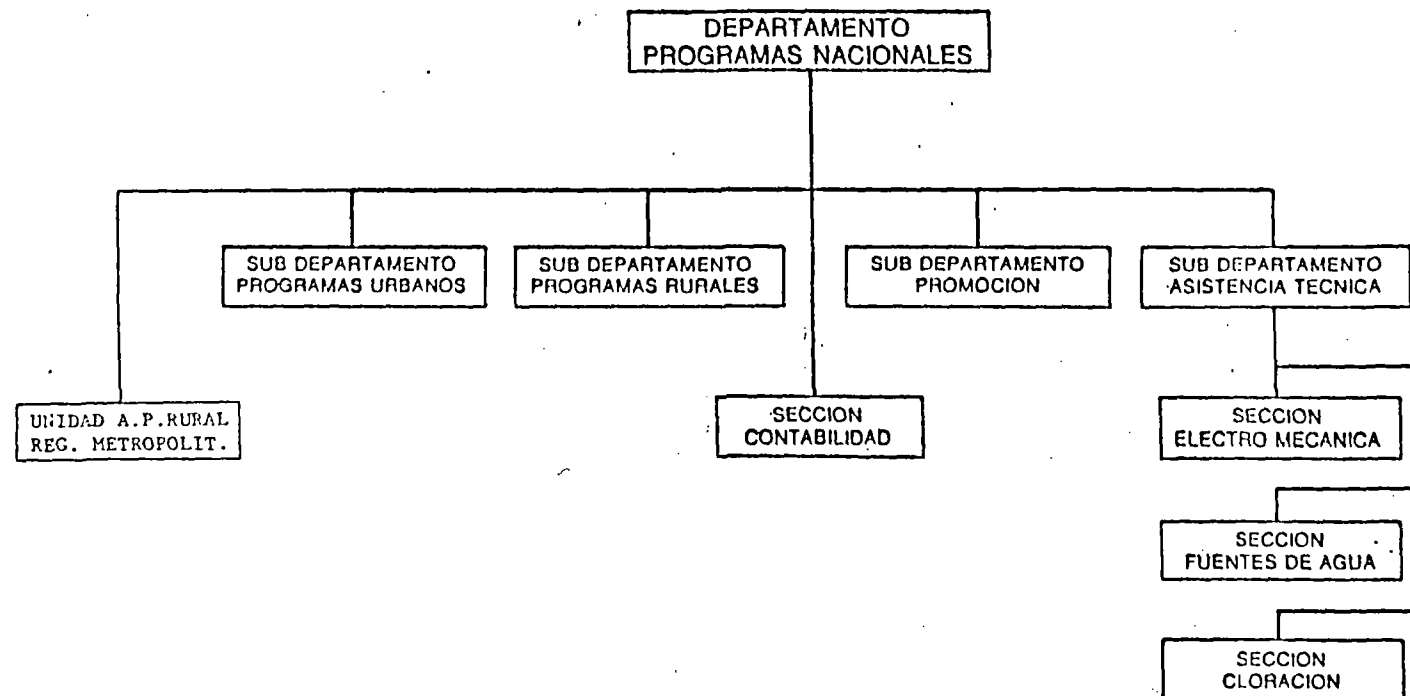 DEPARTAMENTO
PROGRAMAS NACIONALES
SUB DEPARTAMENTO
PROGRAMAS URBANOS
SUB DEPARTAMENTO
PROGRAMAS RURALES
SUB DEPARTAMENTO
PROMOCION
SUB DEPARTAMENTO
ASISTENCIA TECNICA
UNIDAD A.P.RURAL
REG. METROPOLIT.
SECCION
CONTABILIDAD
SECCION
ELECTRO MECANICA
SECCION
FUENTES DE AGUA
SECCION
CLORACION